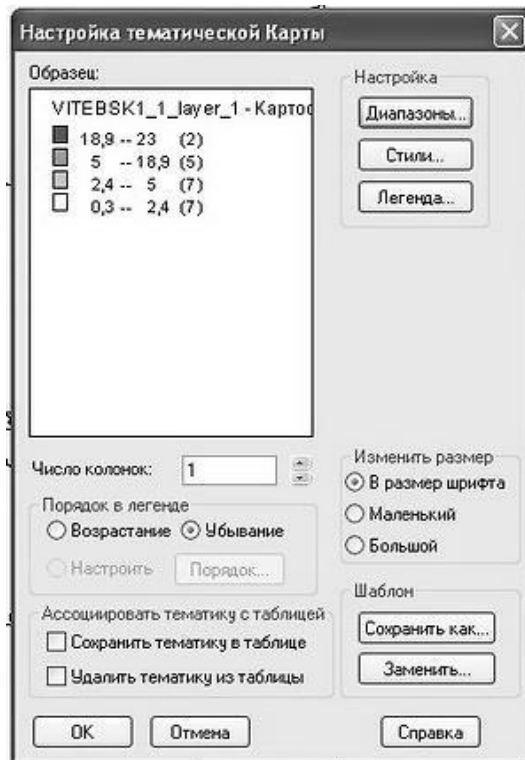 Настройка тематической Карты
Образец:
VITEBSK1_1_layer_1 - Картос
18,9 -- 23 (2)
5 -- 18,9 (5)
2,4 -- 5 (7)
0,3 -- 2,4 (7)
Настройка
Диапазоны...
Стили...
Легенда...
Число колонок: 1
Порядок в легенде
Возрастание Убывание
Настроить Порядок...
Изменить размер
В размер шрифта
Маленький
Большой
Ассоциировать тематику с таблицей
Сохранить тематику в таблице
Удалить тематику из таблицы
Шаблон
Сохранить как...
Заменить...
OK Отмена Справка